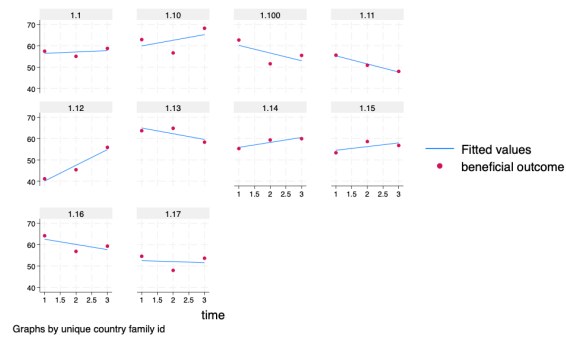 1.1 1.10 1.100 1.11
70
60
50
40
1.12 1.13 1.14 1.15
70
60
50
40
1 1.5 2 2.5 3 1 1.5 2 2.5 3
Fitted values
beneficial outcome
1.16 1.17
70
60
50
40
1 1.5 2 2.5 3 1 1.5 2 2.5 3
time
Graphs by unique country family id